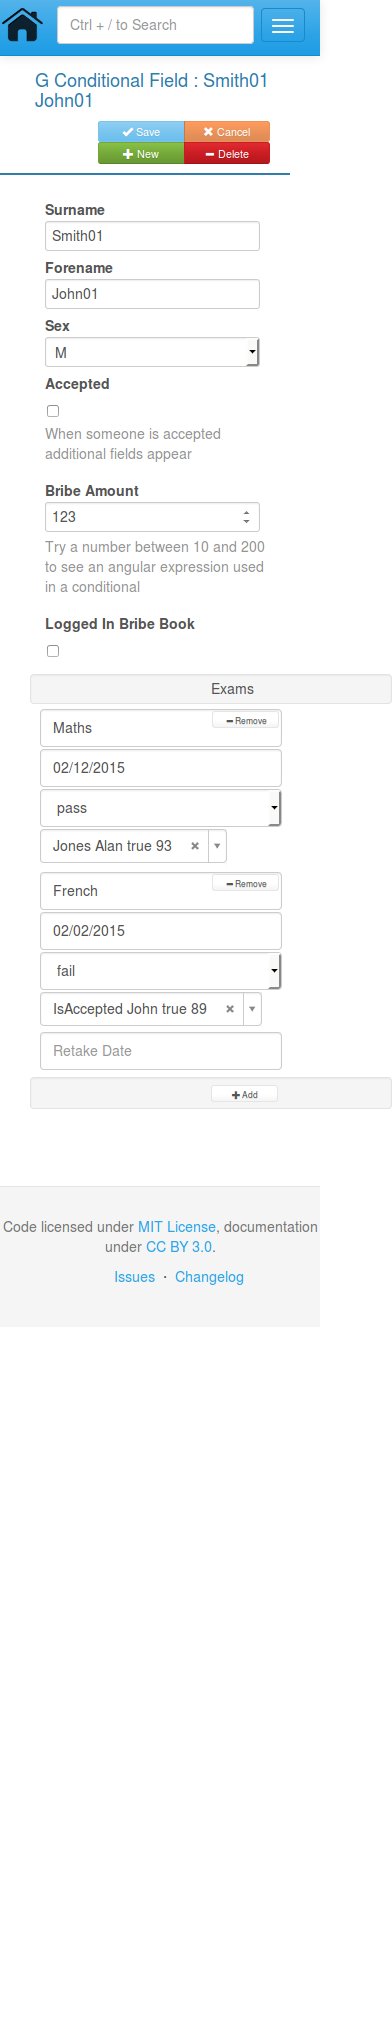 Ctrl + / to Search
G Conditional Field : Smith01
John01
Save Cancel
New Delete
Surname
Smith01
Forename
John01
Sex
M
Accepted
When someone is accepted
additional fields appear
Bribe Amount
123
Try a number between 10 and 200
to see an angular expression used
in a conditional
Logged In Bribe Book
Exams
Remove
Maths
02/12/2015
pass
Jones Alan true 93
Remove
French
02/02/2015
fail
IsAccepted John true 89
Retake Date
Add
Code licensed under MIT License, documentation
under CC BY 3.0.
Issues · Changelog